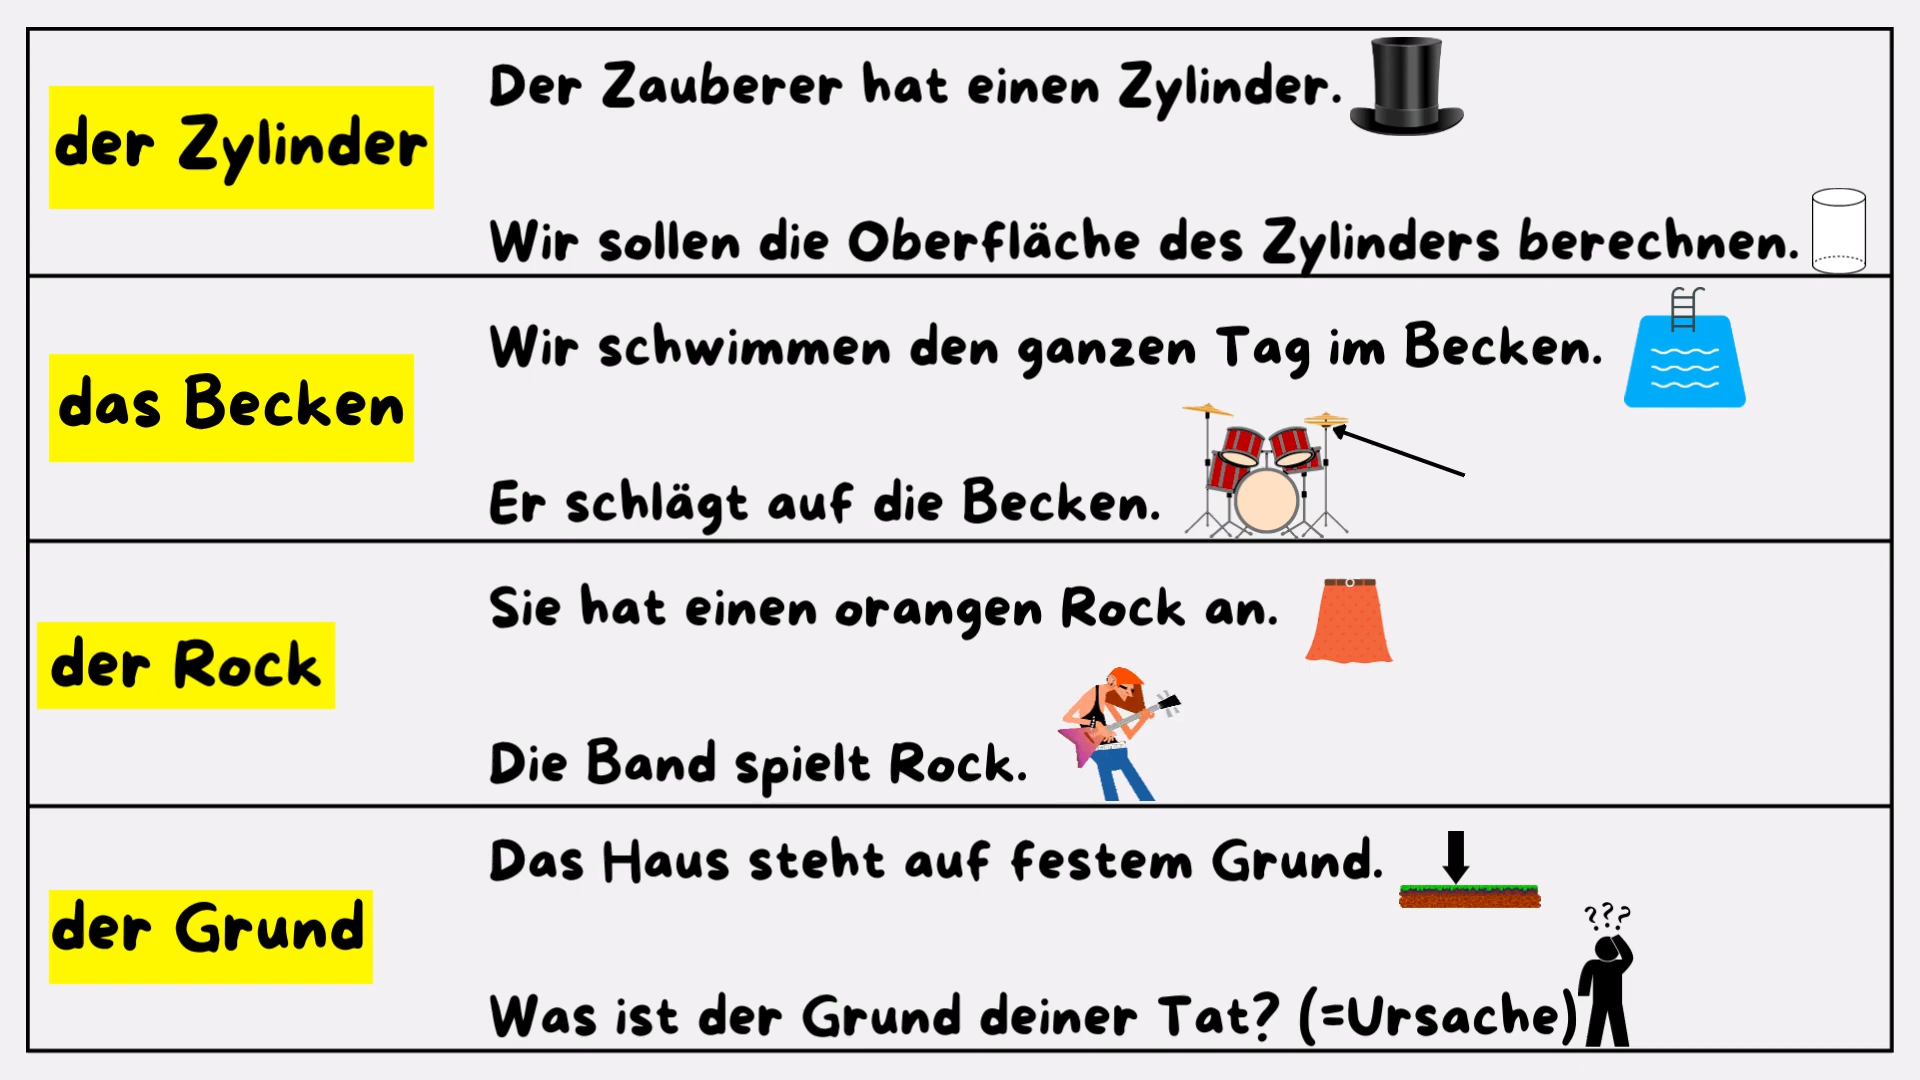 der Zylinder
Der Zauberer hat einen Zylinder.
Wir sollen die Oberfläche des Zylinders berechnen.
das Becken
Wir schwimmen den ganzen Tag im Becken.
Er schlägt auf die Becken.
der Rock
Sie hat einen orangen Rock an.
Die Band spielt Rock.
der Grund
Das Haus steht auf festem Grund.
???
Was ist der Grund deiner Tat? (=Ursache)